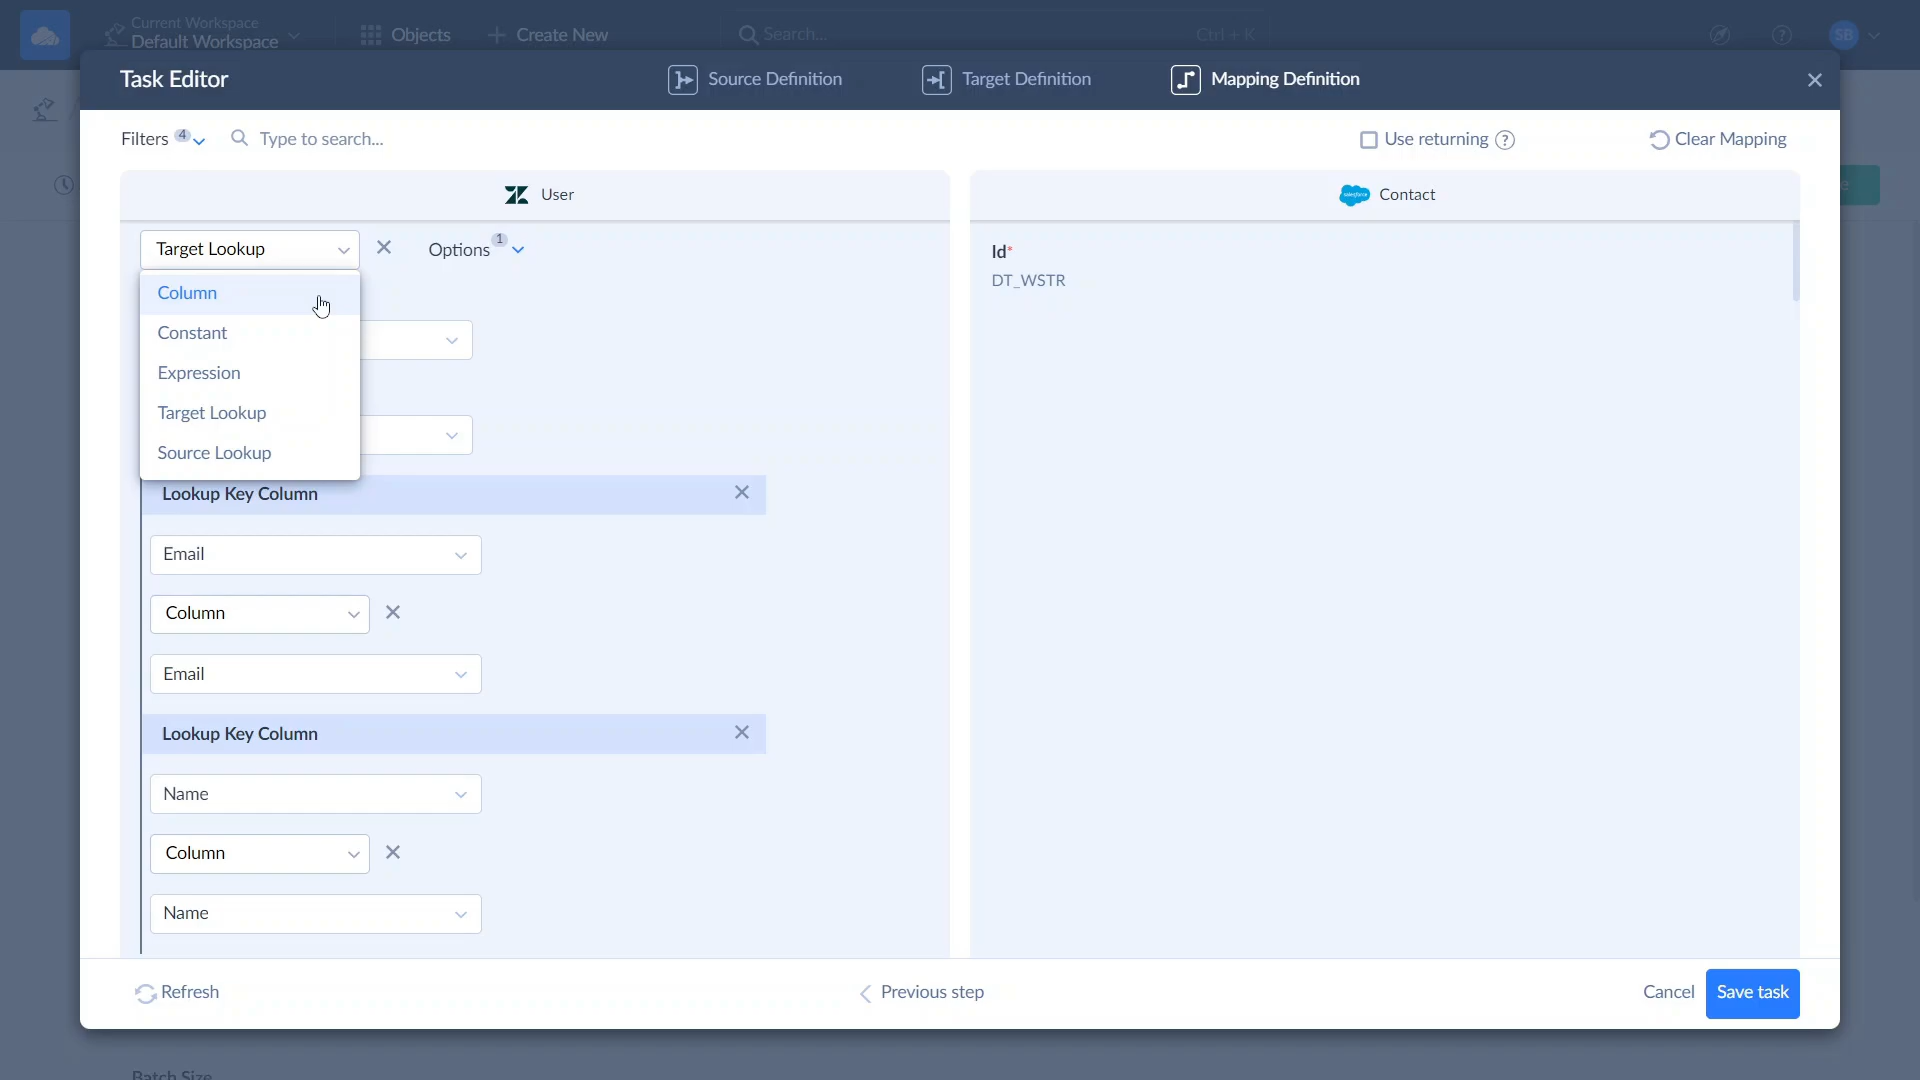 Current Workspace
Default Workspace
Objects
Create New
Search...
Ctrl + K
SB
Task Editor
Source Definition
Target Definition
Mapping Definition
Filters 4
Type to search...
Use returning
Clear Mapping
User
Contact
Target Lookup
Options 1
Id*
DT_WSTR
Column
Constant
Expression
Target Lookup
Source Lookup
Lookup Key Column
Email
Column
Email
Lookup Key Column
Name
Column
Name
Refresh
Previous step
Cancel
Save task
Batch Size